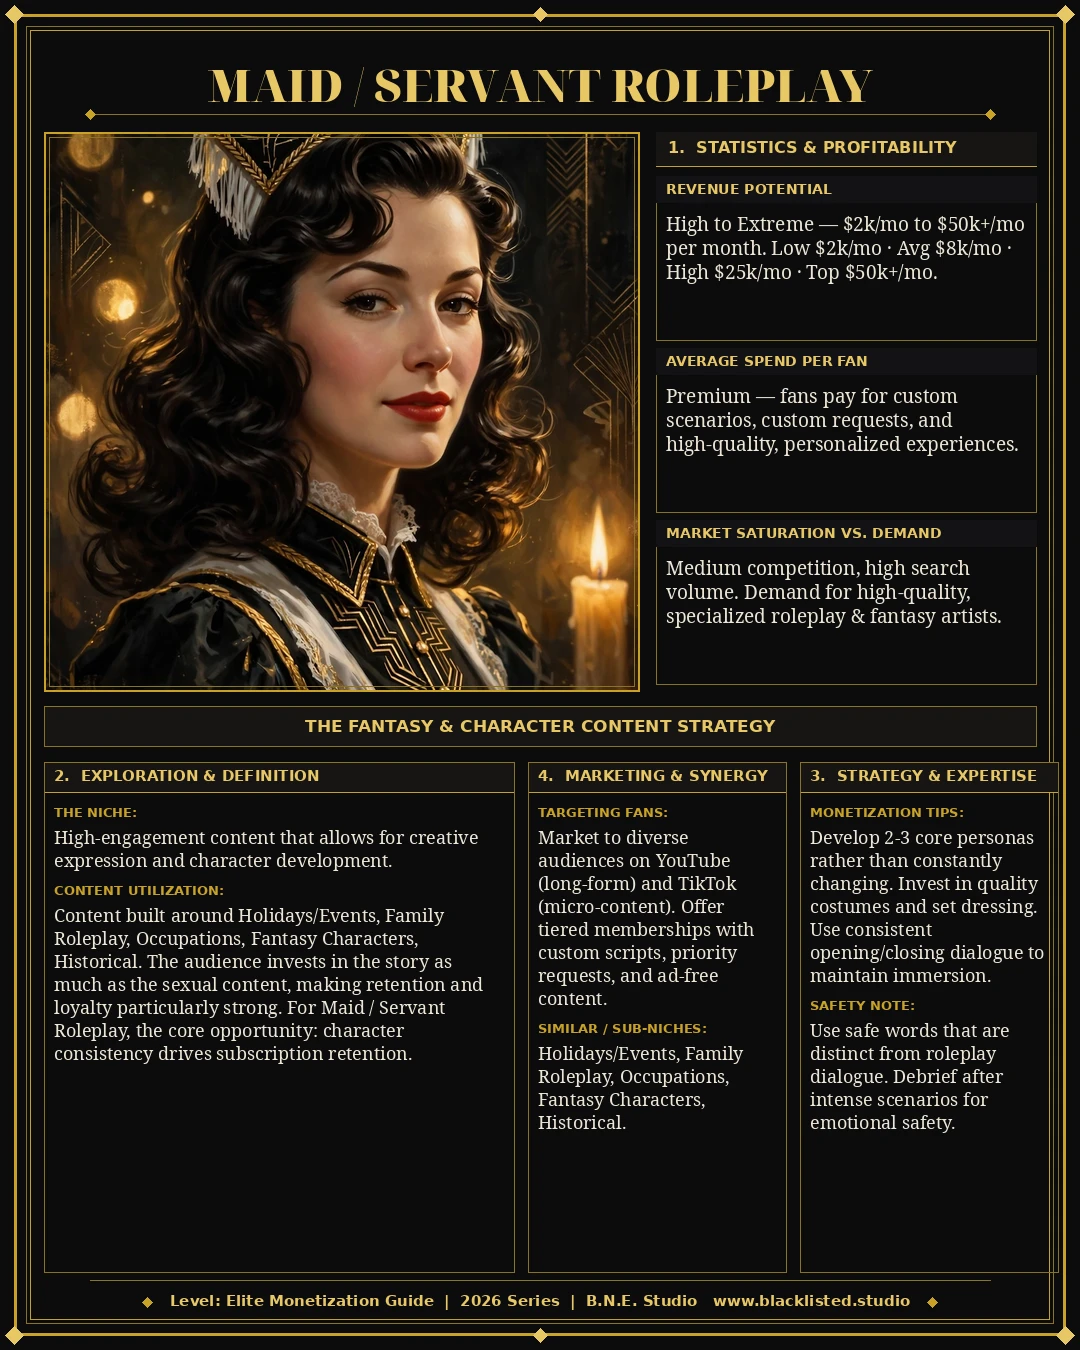 MAID / SERVANT ROLEPLAY
1. STATISTICS & PROFITABILITY
REVENUE POTENTIAL
High to Extreme — $2k/mo to $50k+/mo
per month. Low $2k/mo · Avg $8k/mo ·
High $25k/mo · Top $50k+/mo.
AVERAGE SPEND PER FAN
Premium — fans pay for custom
scenarios, custom requests, and
high-quality, personalized experiences.
MARKET SATURATION VS. DEMAND
Medium competition, high search
volume. Demand for high-quality,
specialized roleplay & fantasy artists.
THE FANTASY & CHARACTER CONTENT STRATEGY
2. EXPLORATION & DEFINITION
THE NICHE:
High-engagement content that allows for creative
expression and character development.
CONTENT UTILIZATION:
Content built around Holidays/Events, Family
Roleplay, Occupations, Fantasy Characters,
Historical. The audience invests in the story as
much as the sexual content, making retention and
loyalty particularly strong. For Maid / Servant
Roleplay, the core opportunity: character
consistency drives subscription retention.
4. MARKETING & SYNERGY
TARGETING FANS:
Market to diverse
audiences on YouTube
(long-form) and TikTok
(micro-content). Offer
tiered memberships with
custom scripts, priority
requests, and ad-free
content.
SIMILAR / SUB-NICHES:
Holidays/Events, Family
Roleplay, Occupations,
Fantasy Characters,
Historical.
3. STRATEGY & EXPERTISE
MONETIZATION TIPS:
Develop 2-3 core personas
rather than constantly
changing. Invest in quality
costumes and set dressing.
Use consistent
opening/closing dialogue to
maintain immersion.
SAFETY NOTE:
Use safe words that are
distinct from roleplay
dialogue. Debrief after
intense scenarios for
emotional safety.
Level: Elite Monetization Guide | 2026 Series | B.N.E. Studio www.blacklisted.studio